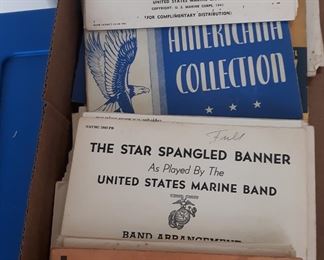 UNITED STATES MARINE
COPYRIGHT: U. S. MARINE CORPS, 1941
(FOR COMPLIMENTARY DISTRIBUTION)
AMERICANA
COLLECTION
Full
THE STAR SPANGLED BANNER
As Played By The
UNITED STATES MARINE BAND
BAND ARRANGEMENT